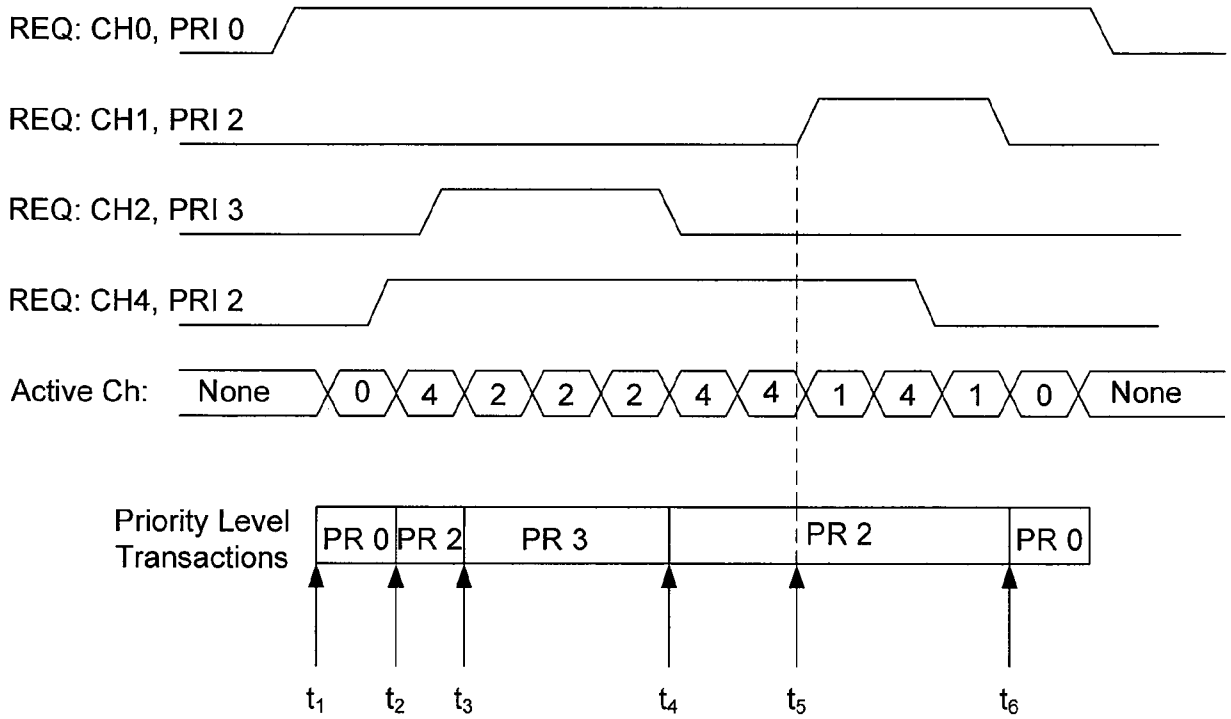 REQ: CH0, PRI 0
REQ: CH1, PRI 2
REQ: CH2, PRI 3
REQ: CH4, PRI 2
Active Ch: None 0 4 2 2 2 4 4 1 4 1 0 None
Priority Level
Transactions
PR 0 PR 2 PR 3 PR 2 PR 0
t1 t2 t3 t4 t5 t6